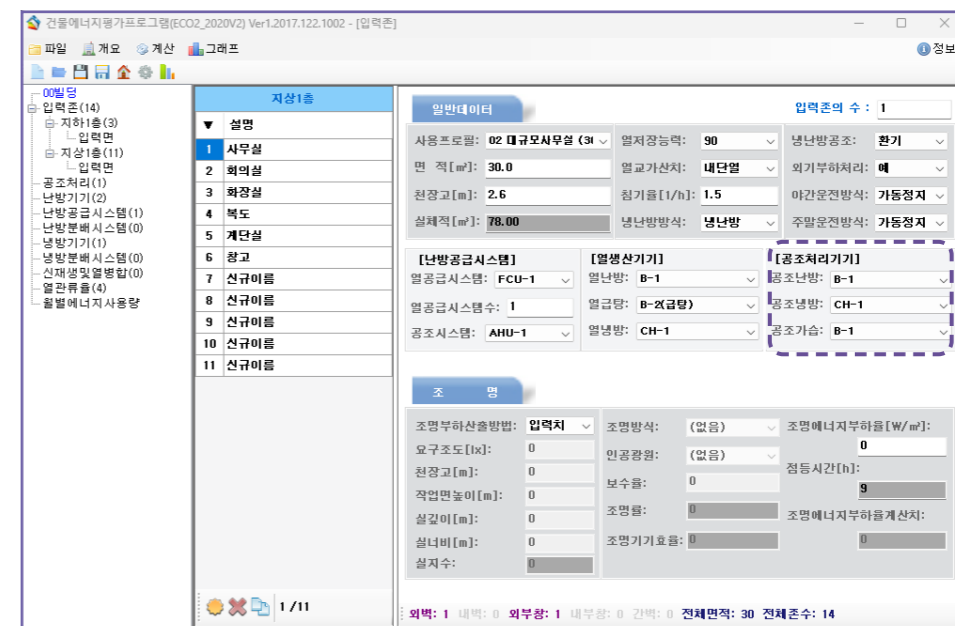 건물에너지평가프로그램(ECO2_2020V2) Ver1.2017.122.1002 - [입력존]
파일 개요 계산 그래프 정보
00빌딩
입력존(14)
지하1층(3)
입력면
지상1층(11)
입력면
공조처리(1)
난방기기(2)
난방공급시스템(1)
난방분배시스템(0)
냉방기기(1)
냉방분배시스템(0)
신재생및열병합(0)
열관류율(4)
월별에너지사용량
지상1층
▼ 설명
1 사무실
2 회의실
3 화장실
4 복도
5 계단실
6 창고
7 신규이름
8 신규이름
9 신규이름
10 신규이름
11 신규이름
1 /11
일반데이터 입력존의 수 : 1
사용프로필: 02 대규모사무실 (30 열저장능력: 90 냉난방공조: 환기
면 적[㎡]: 30.0 열교가산치: 내단열 외기부하처리: 예
천장고[m]: 2.6 침기율[1/h]: 1.5 야간운전방식: 가동정지
실체적[㎥]: 78.00 냉난방방식: 냉난방 주말운전방식: 가동정지
[난방공급시스템] [열생산기기] [공조처리기기]
열공급시스템: FCU-1 열난방: B-1 공조난방: B-1
열공급시스템수: 1 열급탕: B-2(급탕) 공조냉방: CH-1
공조시스템: AHU-1 열냉방: CH-1 공조가습: B-1
조 명
조명부하산출방법: 입력치 조명방식: (없음) 조명에너지부하율[W/㎡]:
요구조도[lx]: 0 인공광원: (없음) 0
천장고[m]: 0 보수율: 0 점등시간[h]:
작업면높이[m]: 0 9
실깊이[m]: 0 조명률: 0 조명에너지부하율계산치:
실너비[m]: 0 조명기기효율: 0 0
실지수: 0
외벽: 1 내벽: 0 외부창: 1 내부창: 0 간벽: 0 전체면적: 30 전체존수: 14